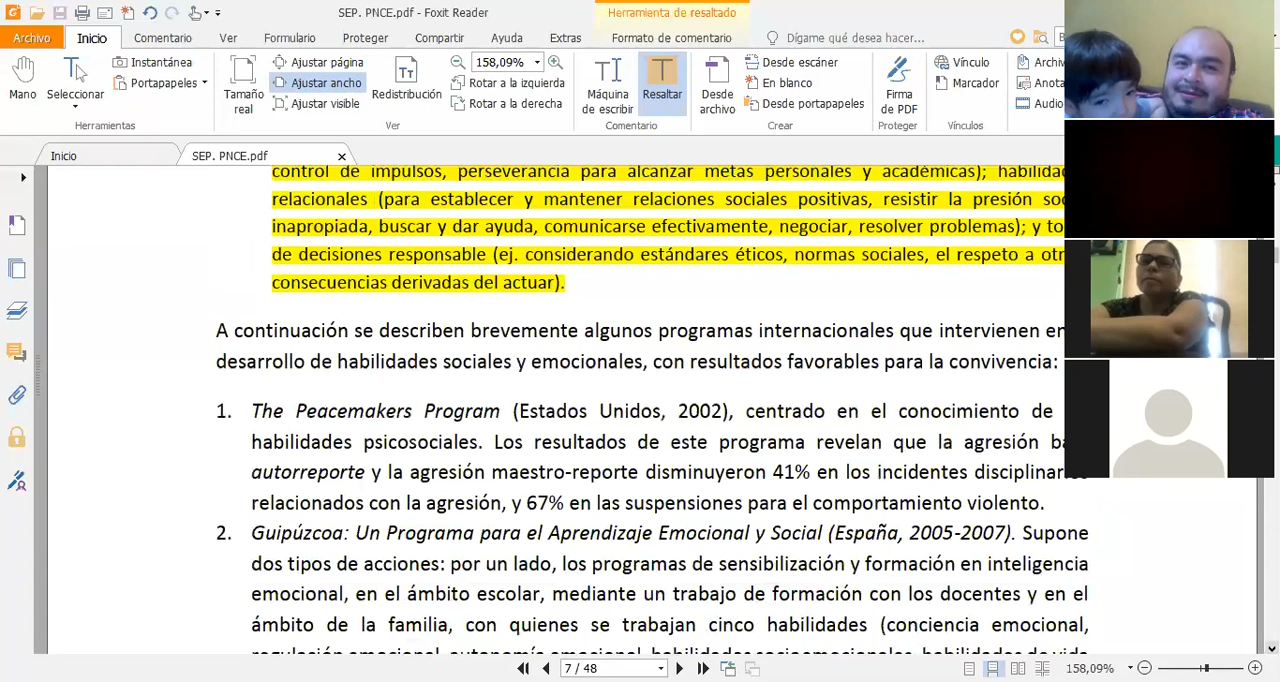 SEP. PNCE.pdf - Foxit Reader
Herramienta de resaltado
Archivo Inicio Comentario Ver Formulario Proteger Compartir Ayuda Extras Formato de comentario Dígame qué desea hacer...
Mano
Seleccionar
Instantánea
Portapapeles
Herramientas
Tamaño real
Ajustar página
Ajustar ancho
Ajustar visible
Redistribución
158,09%
Rotar a la izquierda
Rotar a la derecha
Ver
Máquina de escribir
Resaltar
Comentario
Desde archivo
Desde escáner
En blanco
Desde portapapeles
Crear
Firma de PDF
Proteger
Vínculo
Marcador
Vínculos
Inicio
SEP. PNCE.pdf
control de impulsos, perseverancia para alcanzar metas personales y académicas);
relacionales (para establecer y mantener relaciones sociales positivas, resistir la presión
inapropiada, buscar y dar ayuda, comunicarse efectivamente, negociar, resolver problemas); y
de decisiones responsable (ej. considerando estándares éticos, normas sociales, el respeto a
consecuencias derivadas del actuar).
A continuación se describen brevemente algunos programas internacionales que intervienen
desarrollo de habilidades sociales y emocionales, con resultados favorables para la convivencia:
1. The Peacemakers Program (Estados Unidos, 2002), centrado en el conocimiento de
habilidades psicosociales. Los resultados de este programa revelan que la agresión
autorreporte y la agresión maestro-reporte disminuyeron 41% en los incidentes
relacionados con la agresión, y 67% en las suspensiones para el comportamiento violento.
2. Guipúzcoa: Un Programa para el Aprendizaje Emocional y Social (España, 2005-2007). Supone
dos tipos de acciones: por un lado, los programas de sensibilización y formación en inteligencia
emocional, en el ámbito escolar, mediante un trabajo de formación con los docentes y en el
ámbito de la familia, con quienes se trabajan cinco habilidades (conciencia emocional,
7 / 48
158,09%